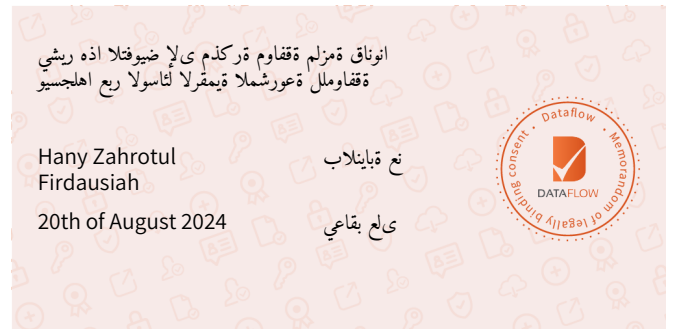 انوناق ةمزلم ةقفاوم ةركذم ىلإ ضيوفتلا اذه ريشي
ةقفاوملل ةعورشملا ةيمقرلا لئاسولا ربع اهلجسيو
Hany Zahrotul
Firdausiah
نع ةباينلاب
20th of August 2024
ىلع بقاعي
Dataflow · Memorandom of legally binding consent ·
DATAFLOW